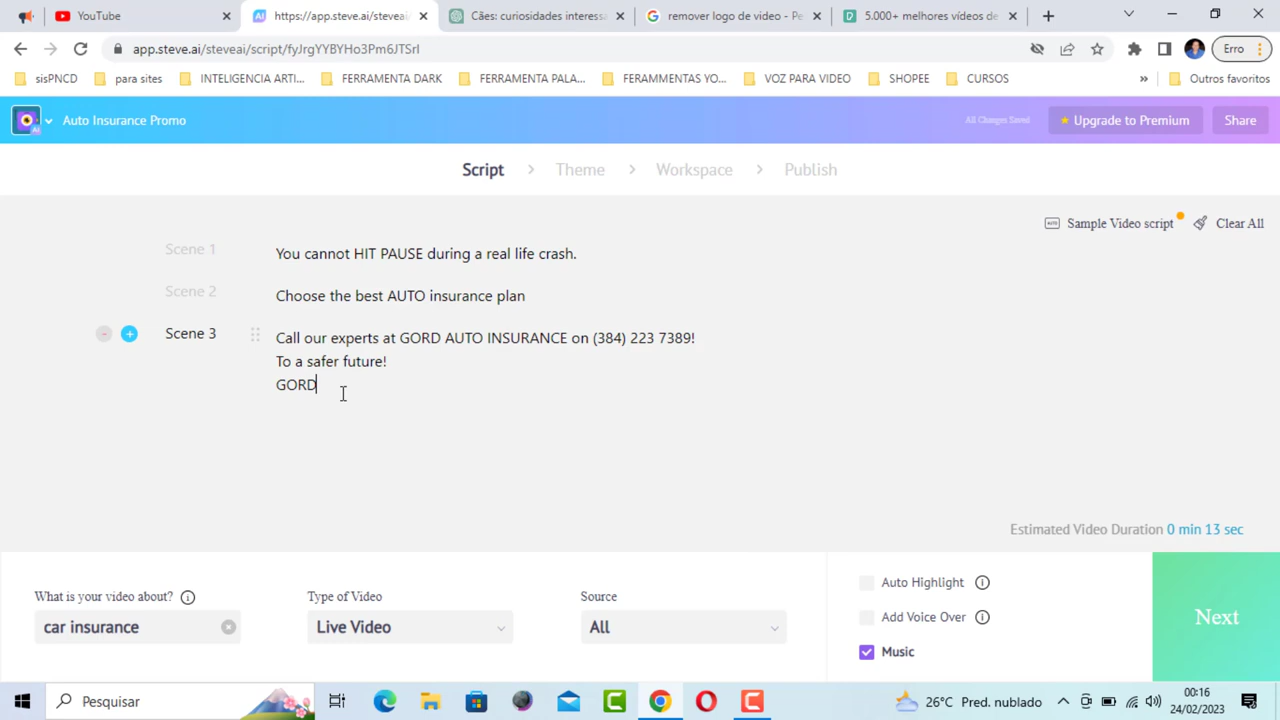 YouTube
https://app.steve.ai/steveai
Cães: curiosidades interessa
remover logo de video - Pe
5.000+ melhores vídeos de
app.steve.ai/steveai/script/fyJrgYYBYHo3Pm6JTSrI
Erro
sisPNCD
para sites
INTELIGENCIA ARTI...
FERRAMENTA DARK
FERRAMENTA PALA...
FERAMMENTAS YO...
VOZ PARA VIDEO
SHOPEE
CURSOS
»
Outros favoritos
Auto Insurance Promo
All Changes Saved
Upgrade to Premium
Share
Script > Theme > Workspace > Publish
Sample Video script
Clear All
Scene 1
You cannot HIT PAUSE during a real life crash.
Scene 2
Choose the best AUTO insurance plan
Scene 3
Call our experts at GORD AUTO INSURANCE on (384) 223 7389!
To a safer future!
GORD
Estimated Video Duration 0 min 13 sec
What is your video about?
Type of Video
Source
car insurance
Live Video
All
Auto Highlight
Add Voice Over
Music
Next
Pesquisar
26°C Pred. nublado
00:16
24/02/2023